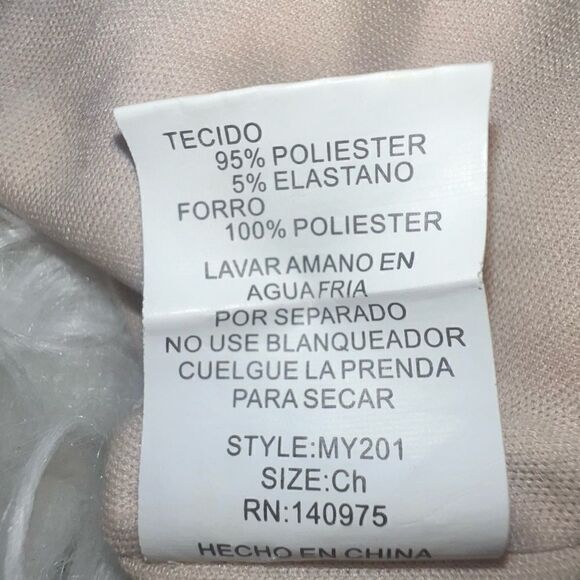 TECIDO
95% POLIESTER
5% ELASTANO
FORRO
100% POLIESTER
LAVAR AMANO EN
AGUA FRIA
POR SEPARADO
NO USE BLANQUEADOR
CUELGUE LA PRENDA
PARA SECAR
STYLE:MY201
SIZE:Ch
RN:140975
HECHO EN CHINA